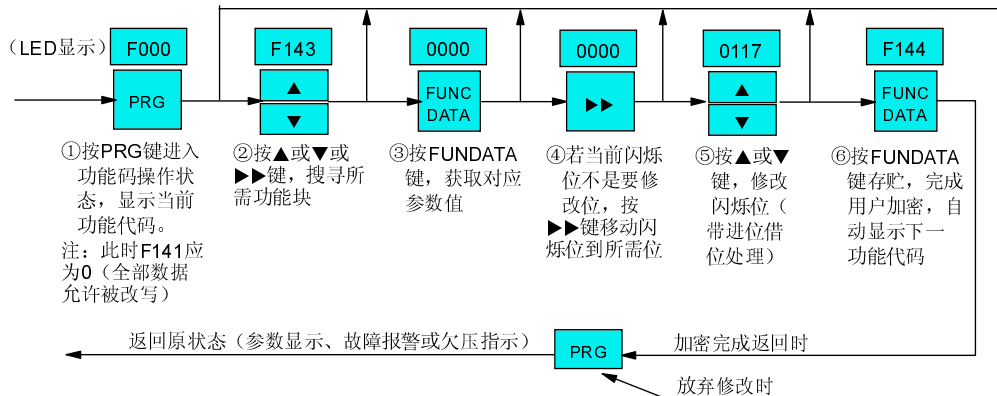 （LED显示）
F000
F143
0000
0000
0117
F144
PRG
▲
▼
FUNC
DATA
▶▶
▲
▼
FUNC
DATA
①按PRG键进入
功能码操作状
态，显示当前
功能代码。
注：此时F141应
为0（全部数据
允许被改写）
②按▲或▼或
▶▶键，搜寻所
需功能块
③按FUNDATA
键，获取对应
参数值
④若当前闪烁
位不是要修
改位，按
▶▶键移动闪
烁位到所需位
⑤按▲或▼
键，修改
闪烁位（
带进位借
位处理）
⑥按FUNDATA
键存贮，完成
用户加密，自
动显示下一
功能代码
返回原状态（参数显示、故障报警或欠压指示）
PRG
加密完成返回时
放弃修改时